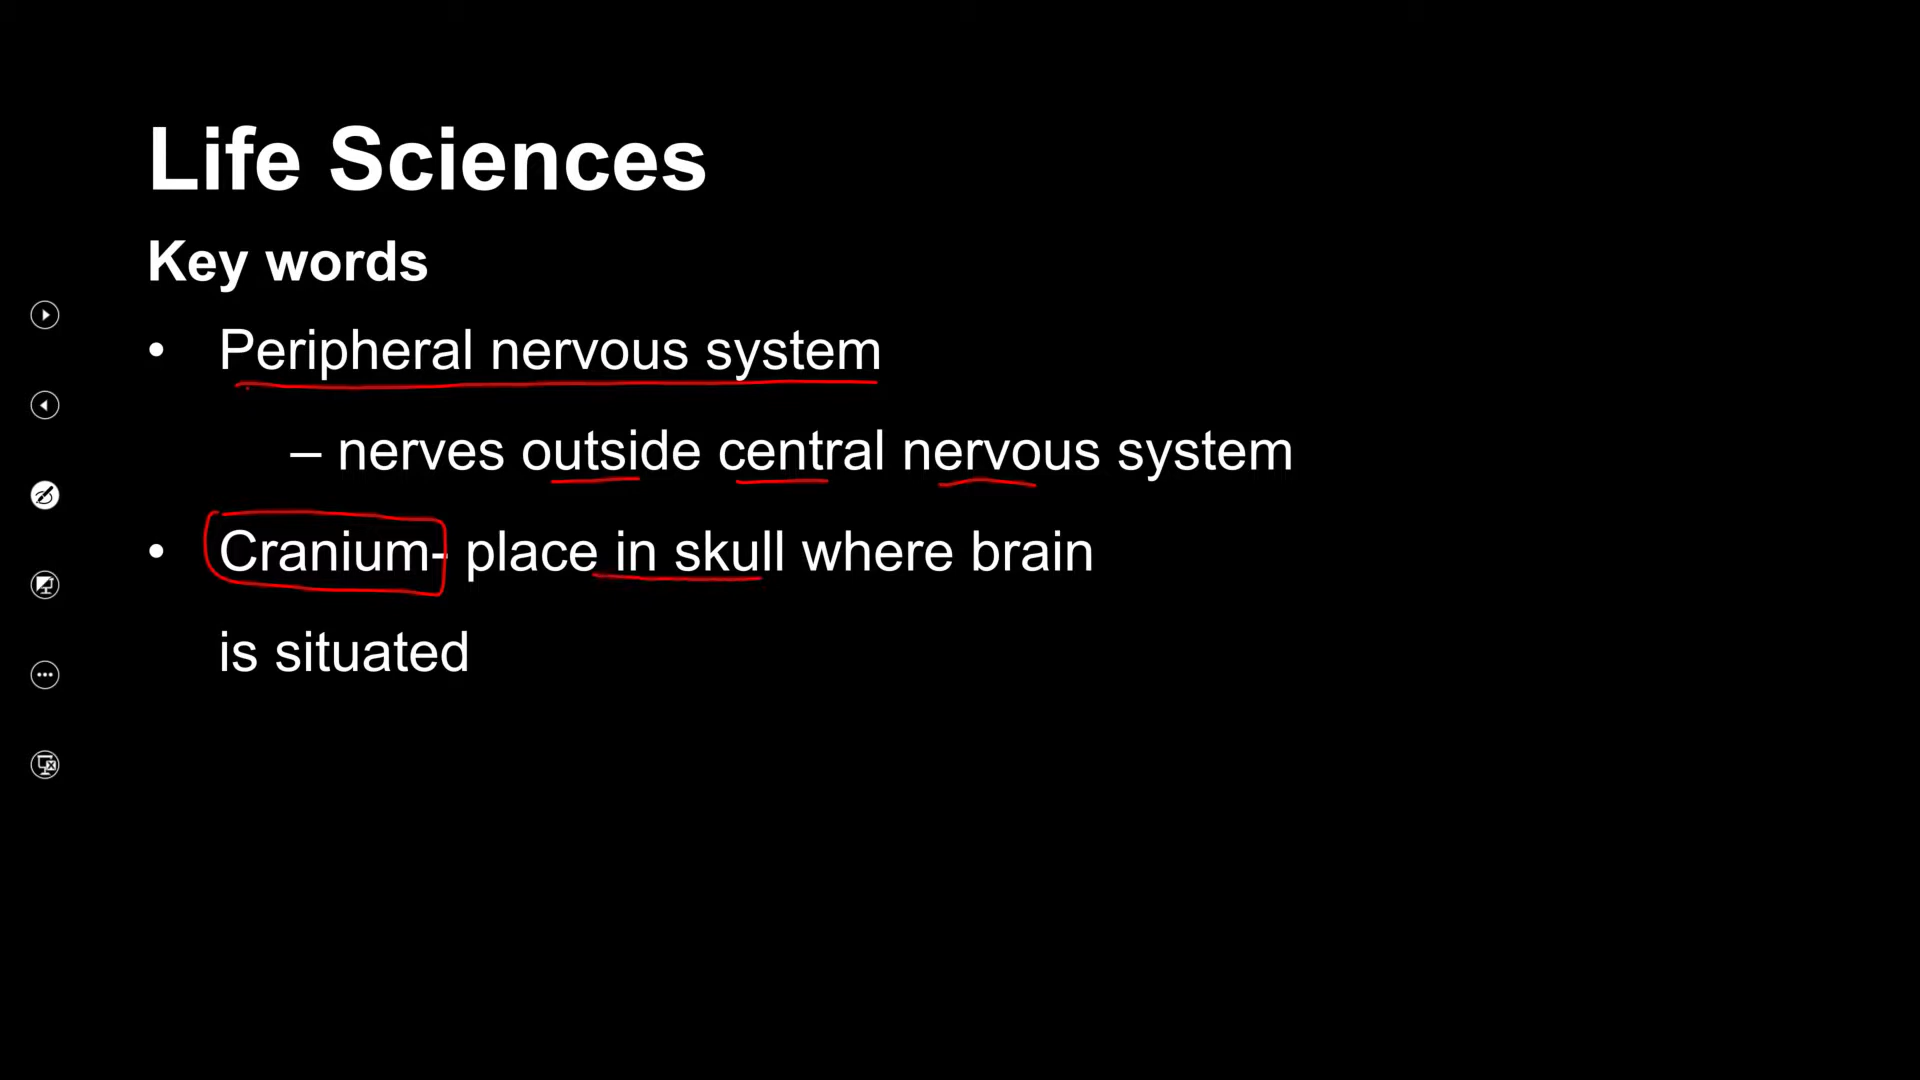 Life Sciences
Key words
• Peripheral nervous system
– nerves outside central nervous system
• Cranium- place in skull where brain
is situated